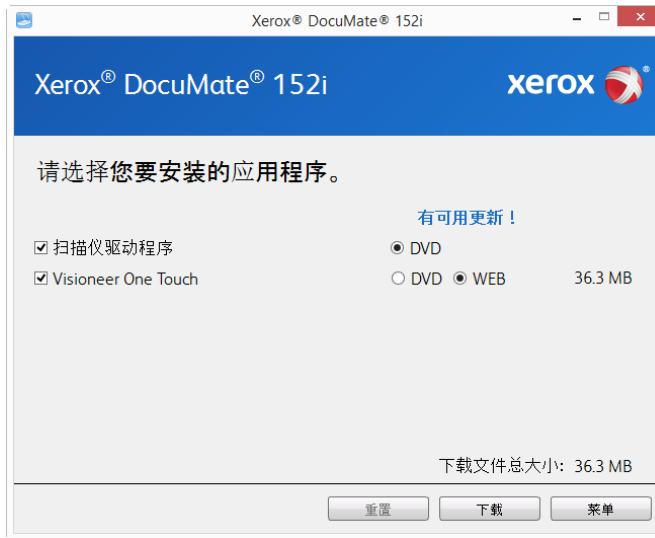 Xerox® DocuMate® 152i
Xerox® DocuMate® 152i
xerox®
请选择您要安装的应用程序。
有可用更新！
扫描仪驱动程序 DVD
Visioneer One Touch DVD WEB 36.3 MB
下载文件总大小: 36.3 MB
重置 下载 菜单